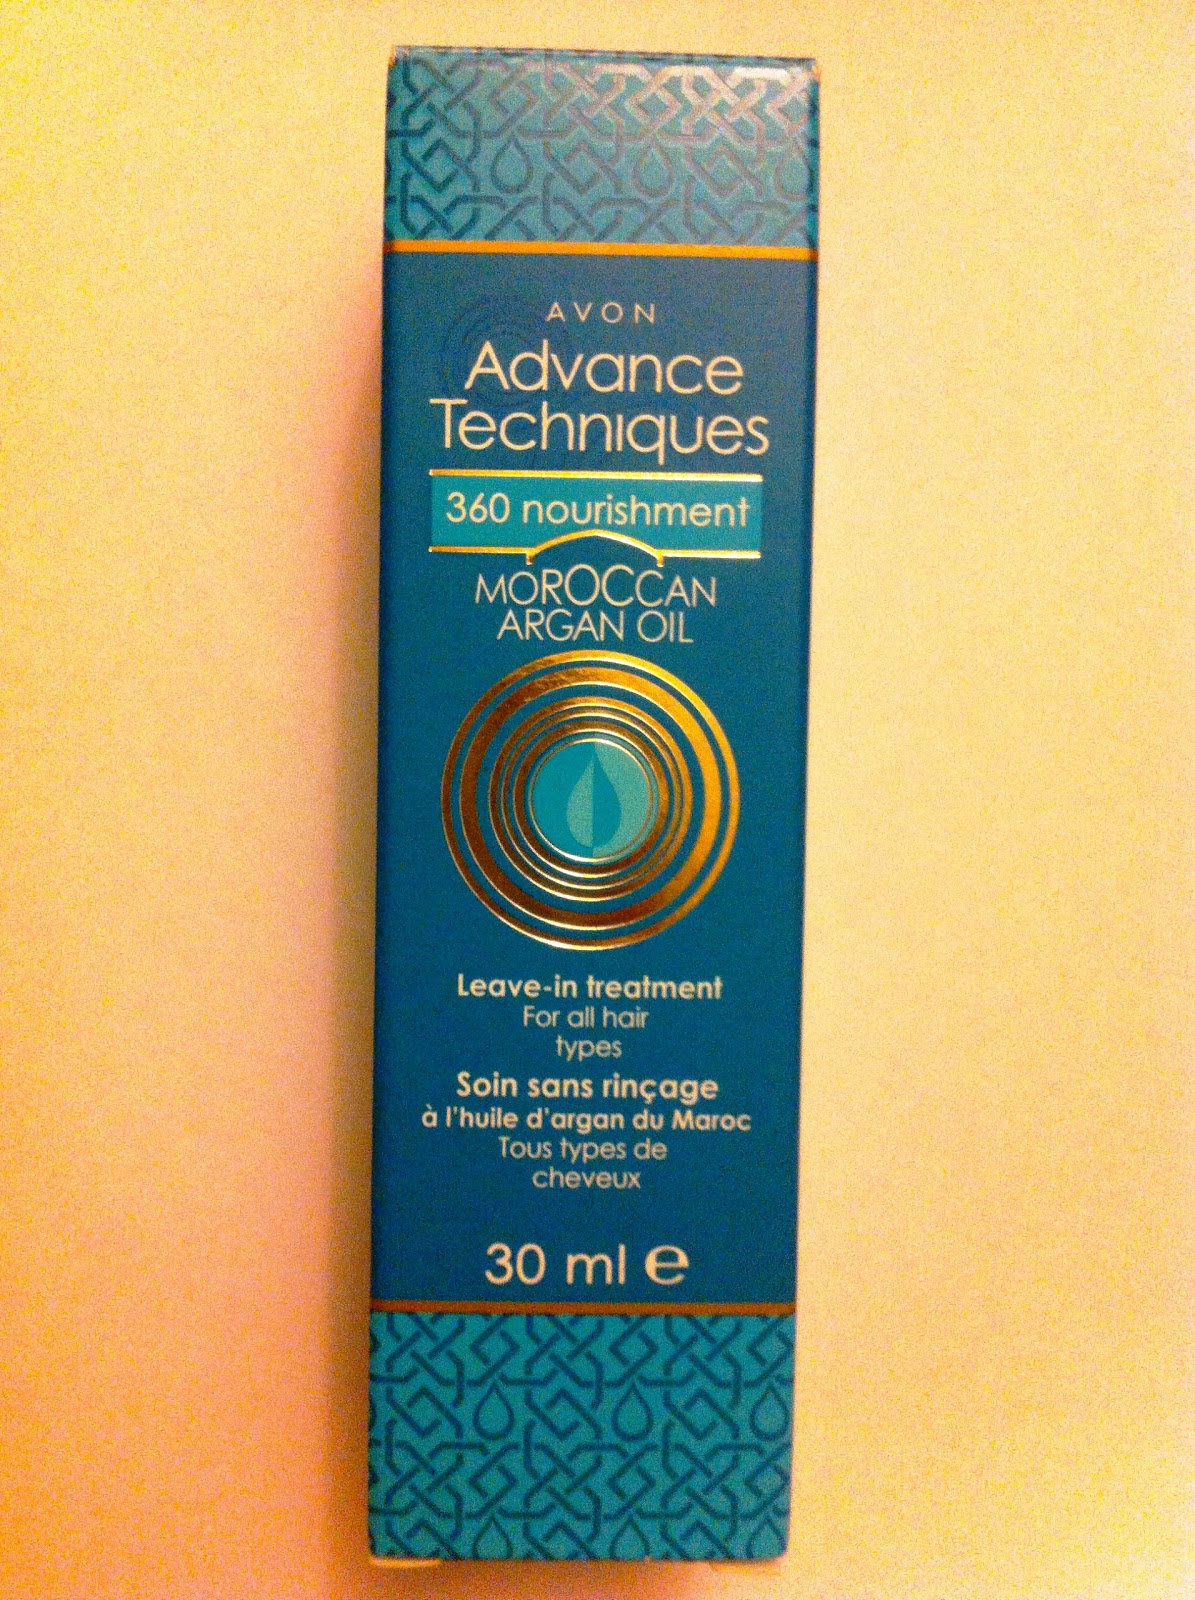 AVON
Advance
Techniques
360 nourishment
MOROCCAN
ARGAN OIL
Leave-in treatment
For all hair
types
Soin sans rinçage
à l'huile d'argan du Maroc
Tous types de
cheveux
30 ml ℮